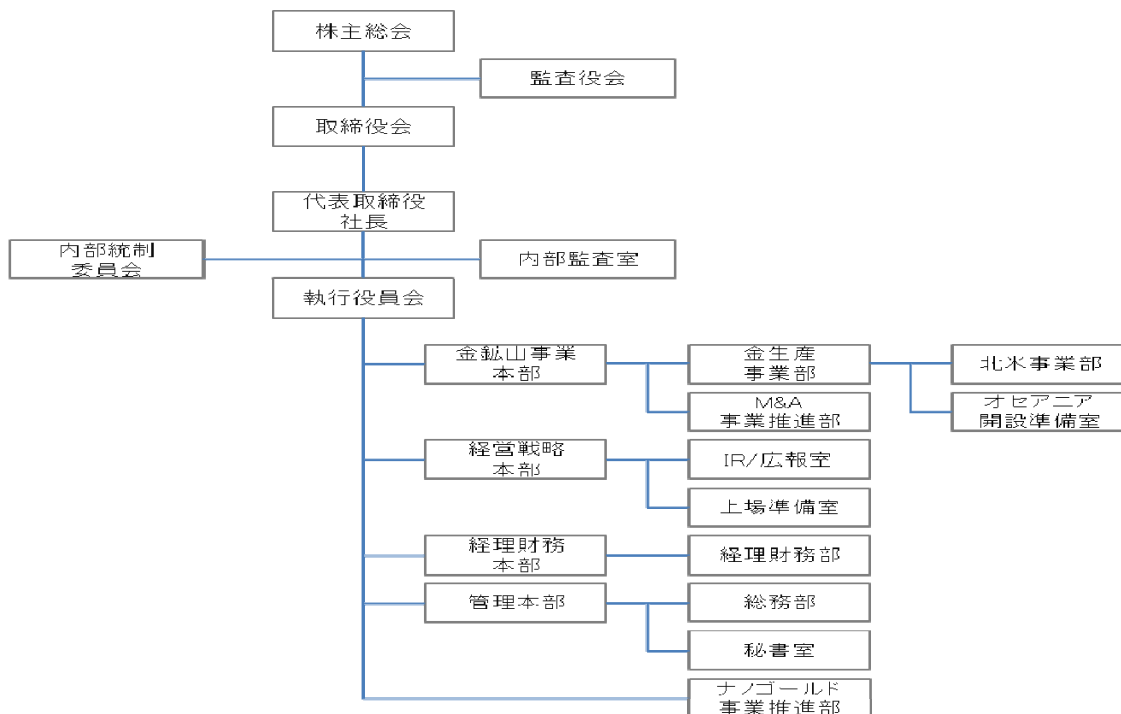 株主総会
監査役会
取締役会
代表取締役
社長
内部統制
委員会
内部監査室
執行役員会
金鉱山事業
本部
金生産
事業部
北米事業部
M&A
事業推進部
オセアニア
開設準備室
経営戦略
本部
IR/広報室
上場準備室
経理財務
本部
経理財務部
管理本部
総務部
秘書室
ナノゴールド
事業推進部